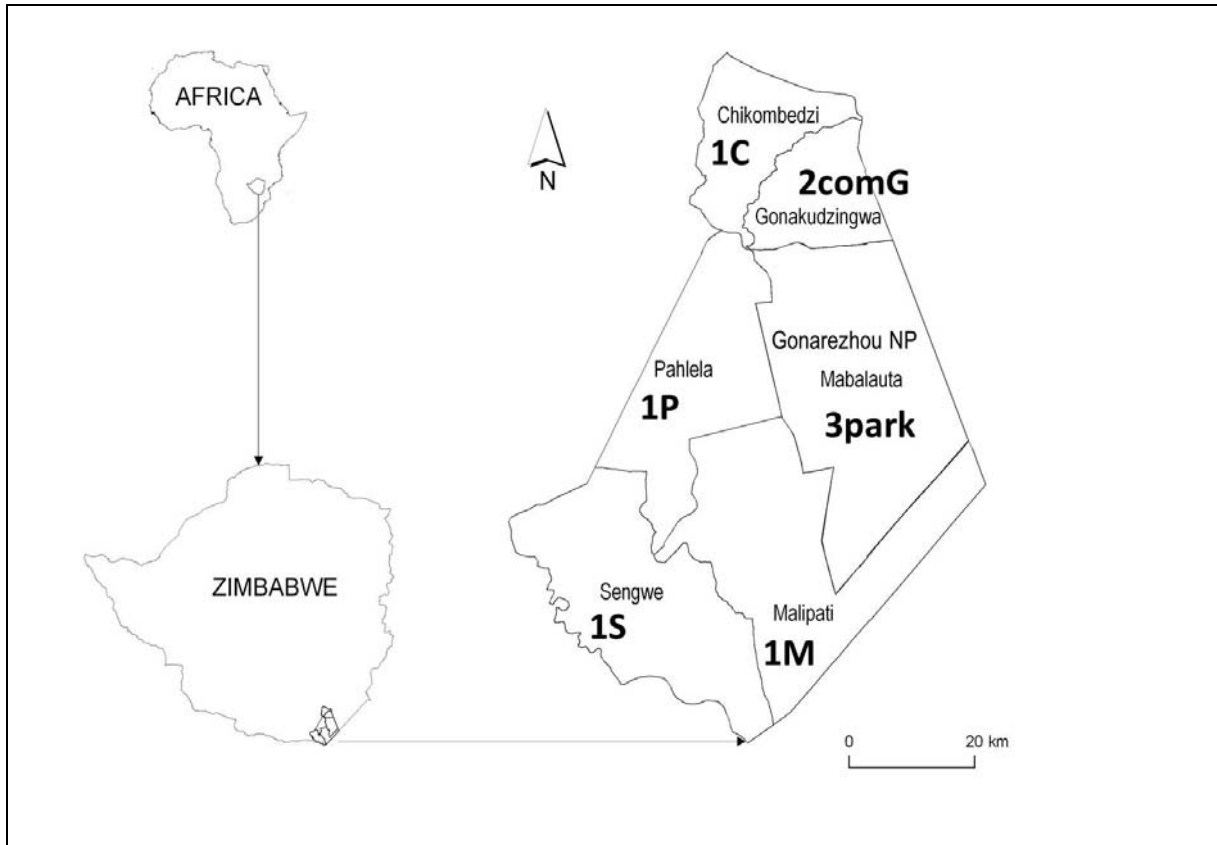 AFRICA
N
ZIMBABWE
Chikombedzi
1C
2comG
Gonakudzingwa
Gonarezhou NP
Mabalauta
3park
Pahlela
1P
Sengwe
1S
Malipati
1M
0 20 km